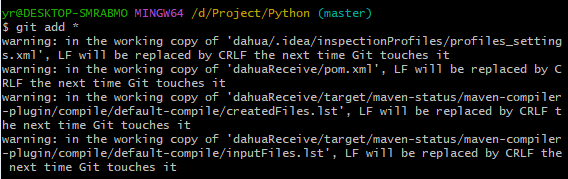 yr@DESKTOP-SMRABMO MINGW64 /d/Project/Python (master)
$ git add *
warning: in the working copy of 'dahua/.idea/inspectionProfiles/profiles_setting
s.xml', LF will be replaced by CRLF the next time Git touches it
warning: in the working copy of 'dahuaReceive/pom.xml', LF will be replaced by C
RLF the next time Git touches it
warning: in the working copy of 'dahuaReceive/target/maven-status/maven-compiler
-plugin/compile/default-compile/createdFiles.lst', LF will be replaced by CRLF t
he next time Git touches it
warning: in the working copy of 'dahuaReceive/target/maven-status/maven-compiler
-plugin/compile/default-compile/inputFiles.lst', LF will be replaced by CRLF the
 next time Git touches it